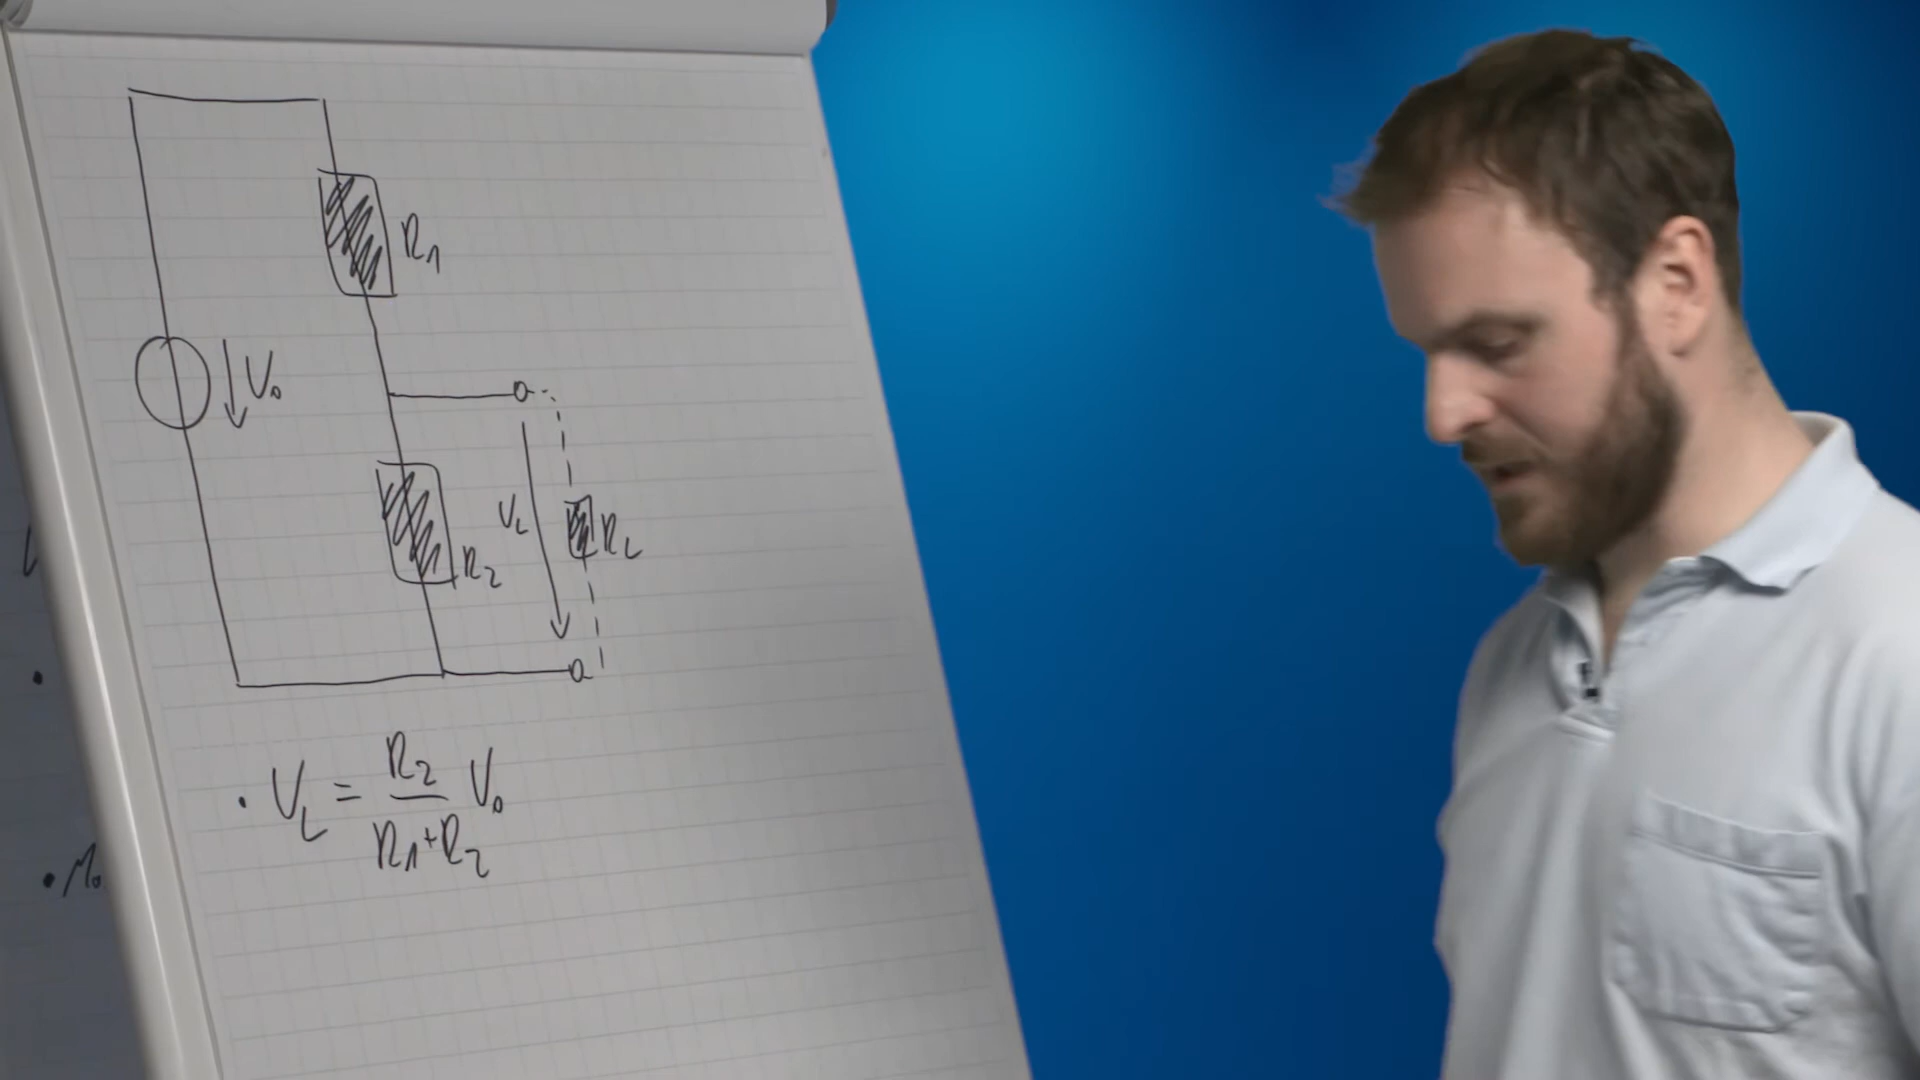 R1
V0
VL
RL
R2
· VL = R2 / (R1+R2) V0